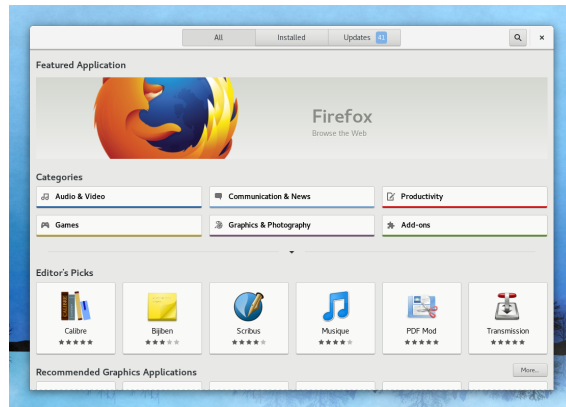 All Installed Updates 41
Featured Application
Firefox
Browse the Web
Categories
Audio & Video Communication & News Productivity
Games Graphics & Photography Add-ons
Editor's Picks
CALIBRE
Calibre Bijiben Scribus Musique PDF Mod Transmission
Recommended Graphics Applications More...